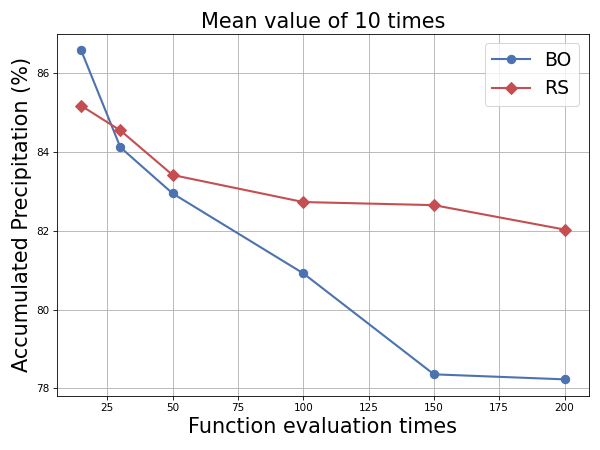 Mean value of 10 times
Accumulated Precipitation (%)
86
84
82
80
78
BO
RS
25
50
75
100
125
150
175
200
Function evaluation times